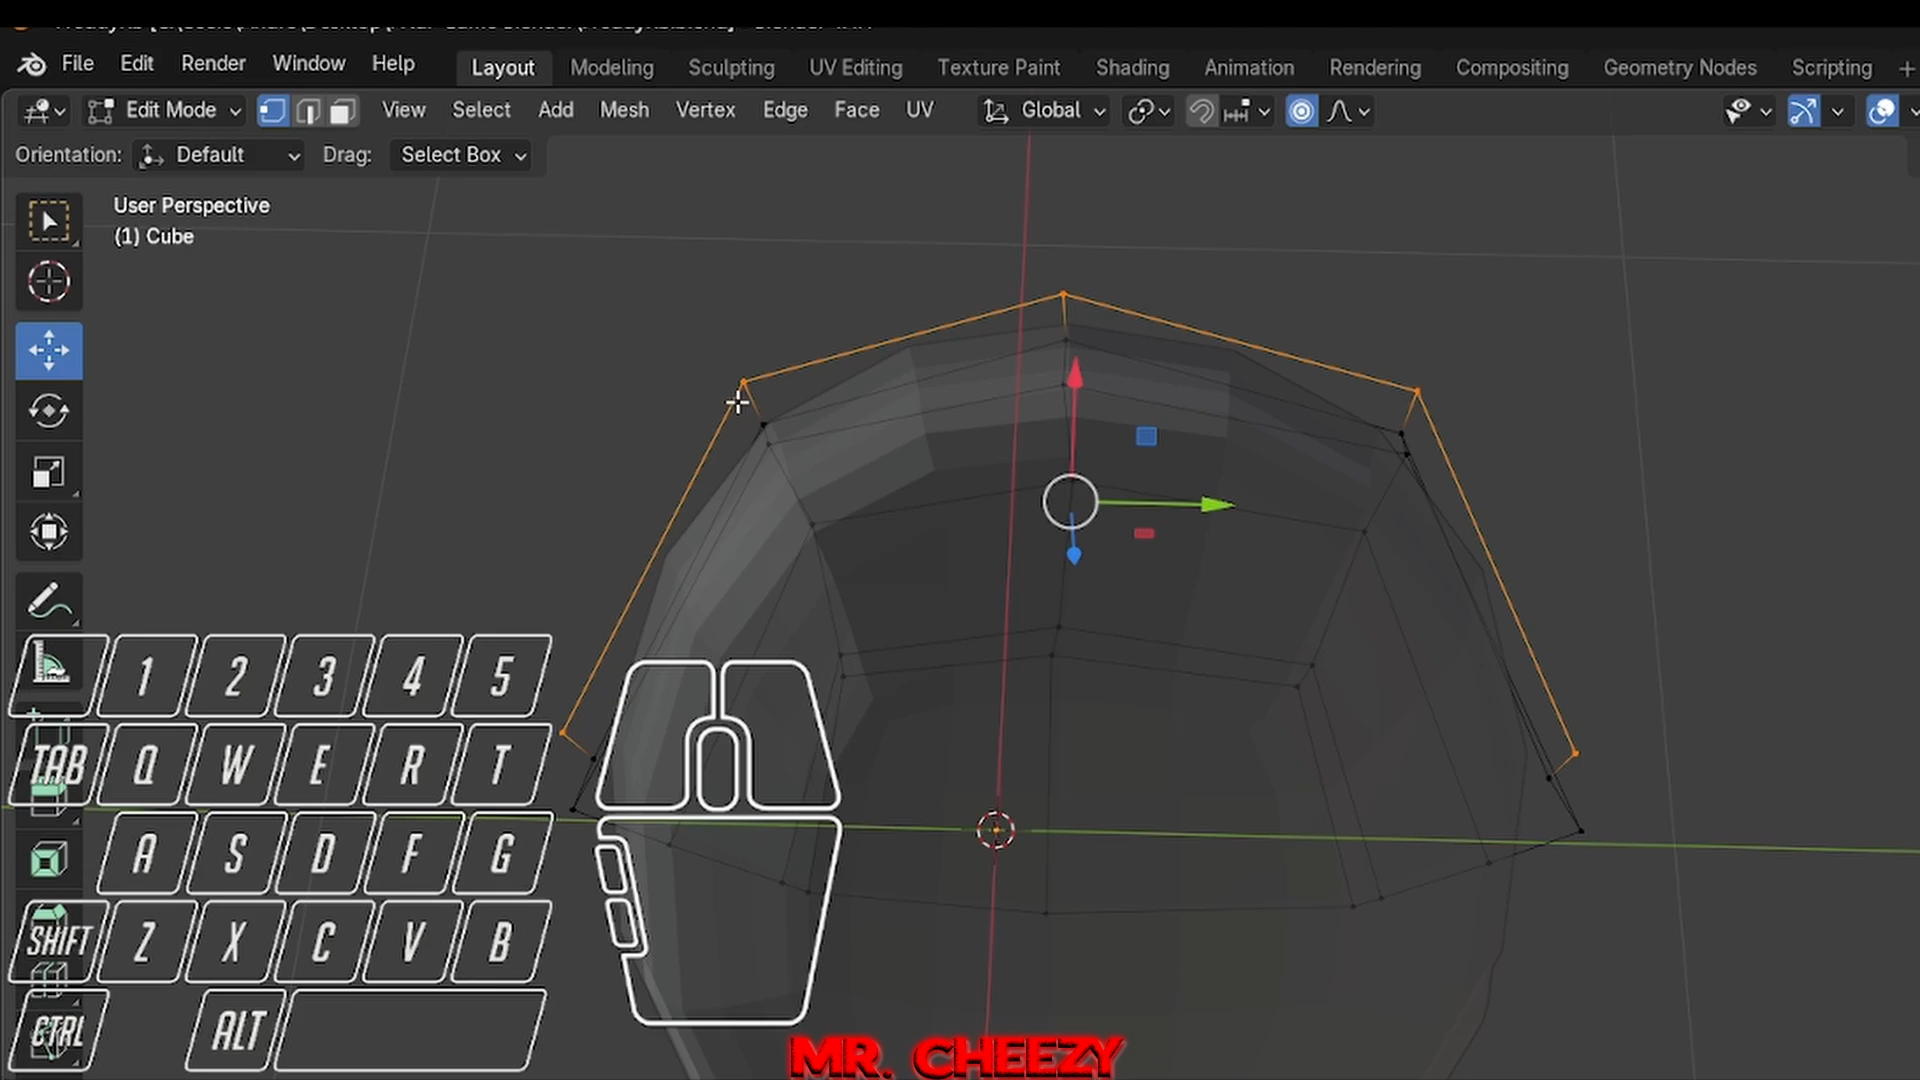 File Edit Render Window Help Layout Modeling Sculpting UV Editing Texture Paint Shading Animation Rendering Compositing Geometry Nodes Scripting +
Edit Mode View Select Add Mesh Vertex Edge Face UV Global
Orientation: Default Drag: Select Box
User Perspective
(1) Cube
1 2 3 4 5
TAB Q W E R T
A S D F G
SHIFT Z X C V B
CTRL ALT
MR. CHEEZY